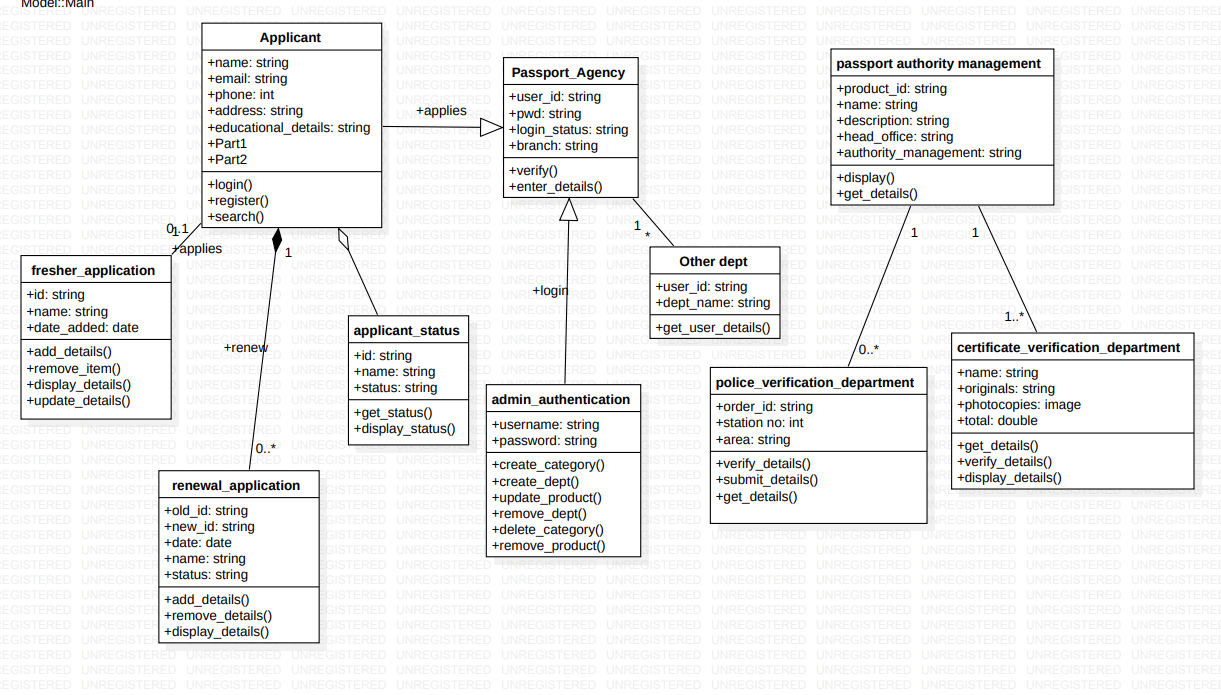 Model::Main
Applicant
+name: string
+email: string
+phone: int
+address: string
+educational_details: string
+Part1
+Part2
+login()
+register()
+search()
+applies
Passport_Agency
+user_id: string
+pwd: string
+login_status: string
+branch: string
+verify()
+enter_details()
passport authority management
+product_id: string
+name: string
+description: string
+head_office: string
+authority_management: string
+display()
+get_details()
0..1
1
+applies
1
1
*
1
1
fresher_application
+id: string
+name: string
+date_added: date
+add_details()
+remove_item()
+display_details()
+update_details()
+renew
0..*
applicant_status
+id: string
+name: string
+status: string
+get_status()
+display_status()
+login
Other dept
+user_id: string
+dept_name: string
+get_user_details()
0..*
1..*
renewal_application
+old_id: string
+new_id: string
+date: date
+name: string
+status: string
+add_details()
+remove_details()
+display_details()
admin_authentication
+username: string
+password: string
+create_category()
+create_dept()
+update_product()
+remove_dept()
+delete_category()
+remove_product()
police_verification_department
+order_id: string
+station no: int
+area: string
+verify_details()
+submit_details()
+get_details()
certificate_verification_department
+name: string
+originals: string
+photocopies: image
+total: double
+get_details()
+verify_details()
+display_details()
UNREGISTERED